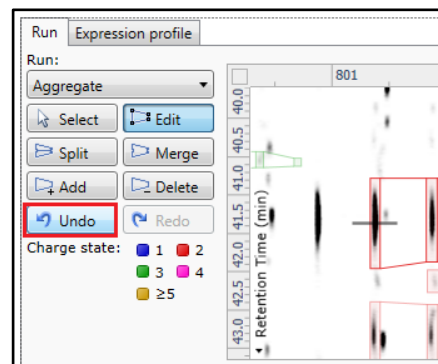 Run Expression profile
Run:
Aggregate
Select Edit
Split Merge
Add Delete
Undo Redo
Charge state: 1 2
3 4
≥5
801
40.0
40.5
41.0
41.5
42.0
42.5
43.0
Retention Time (min)